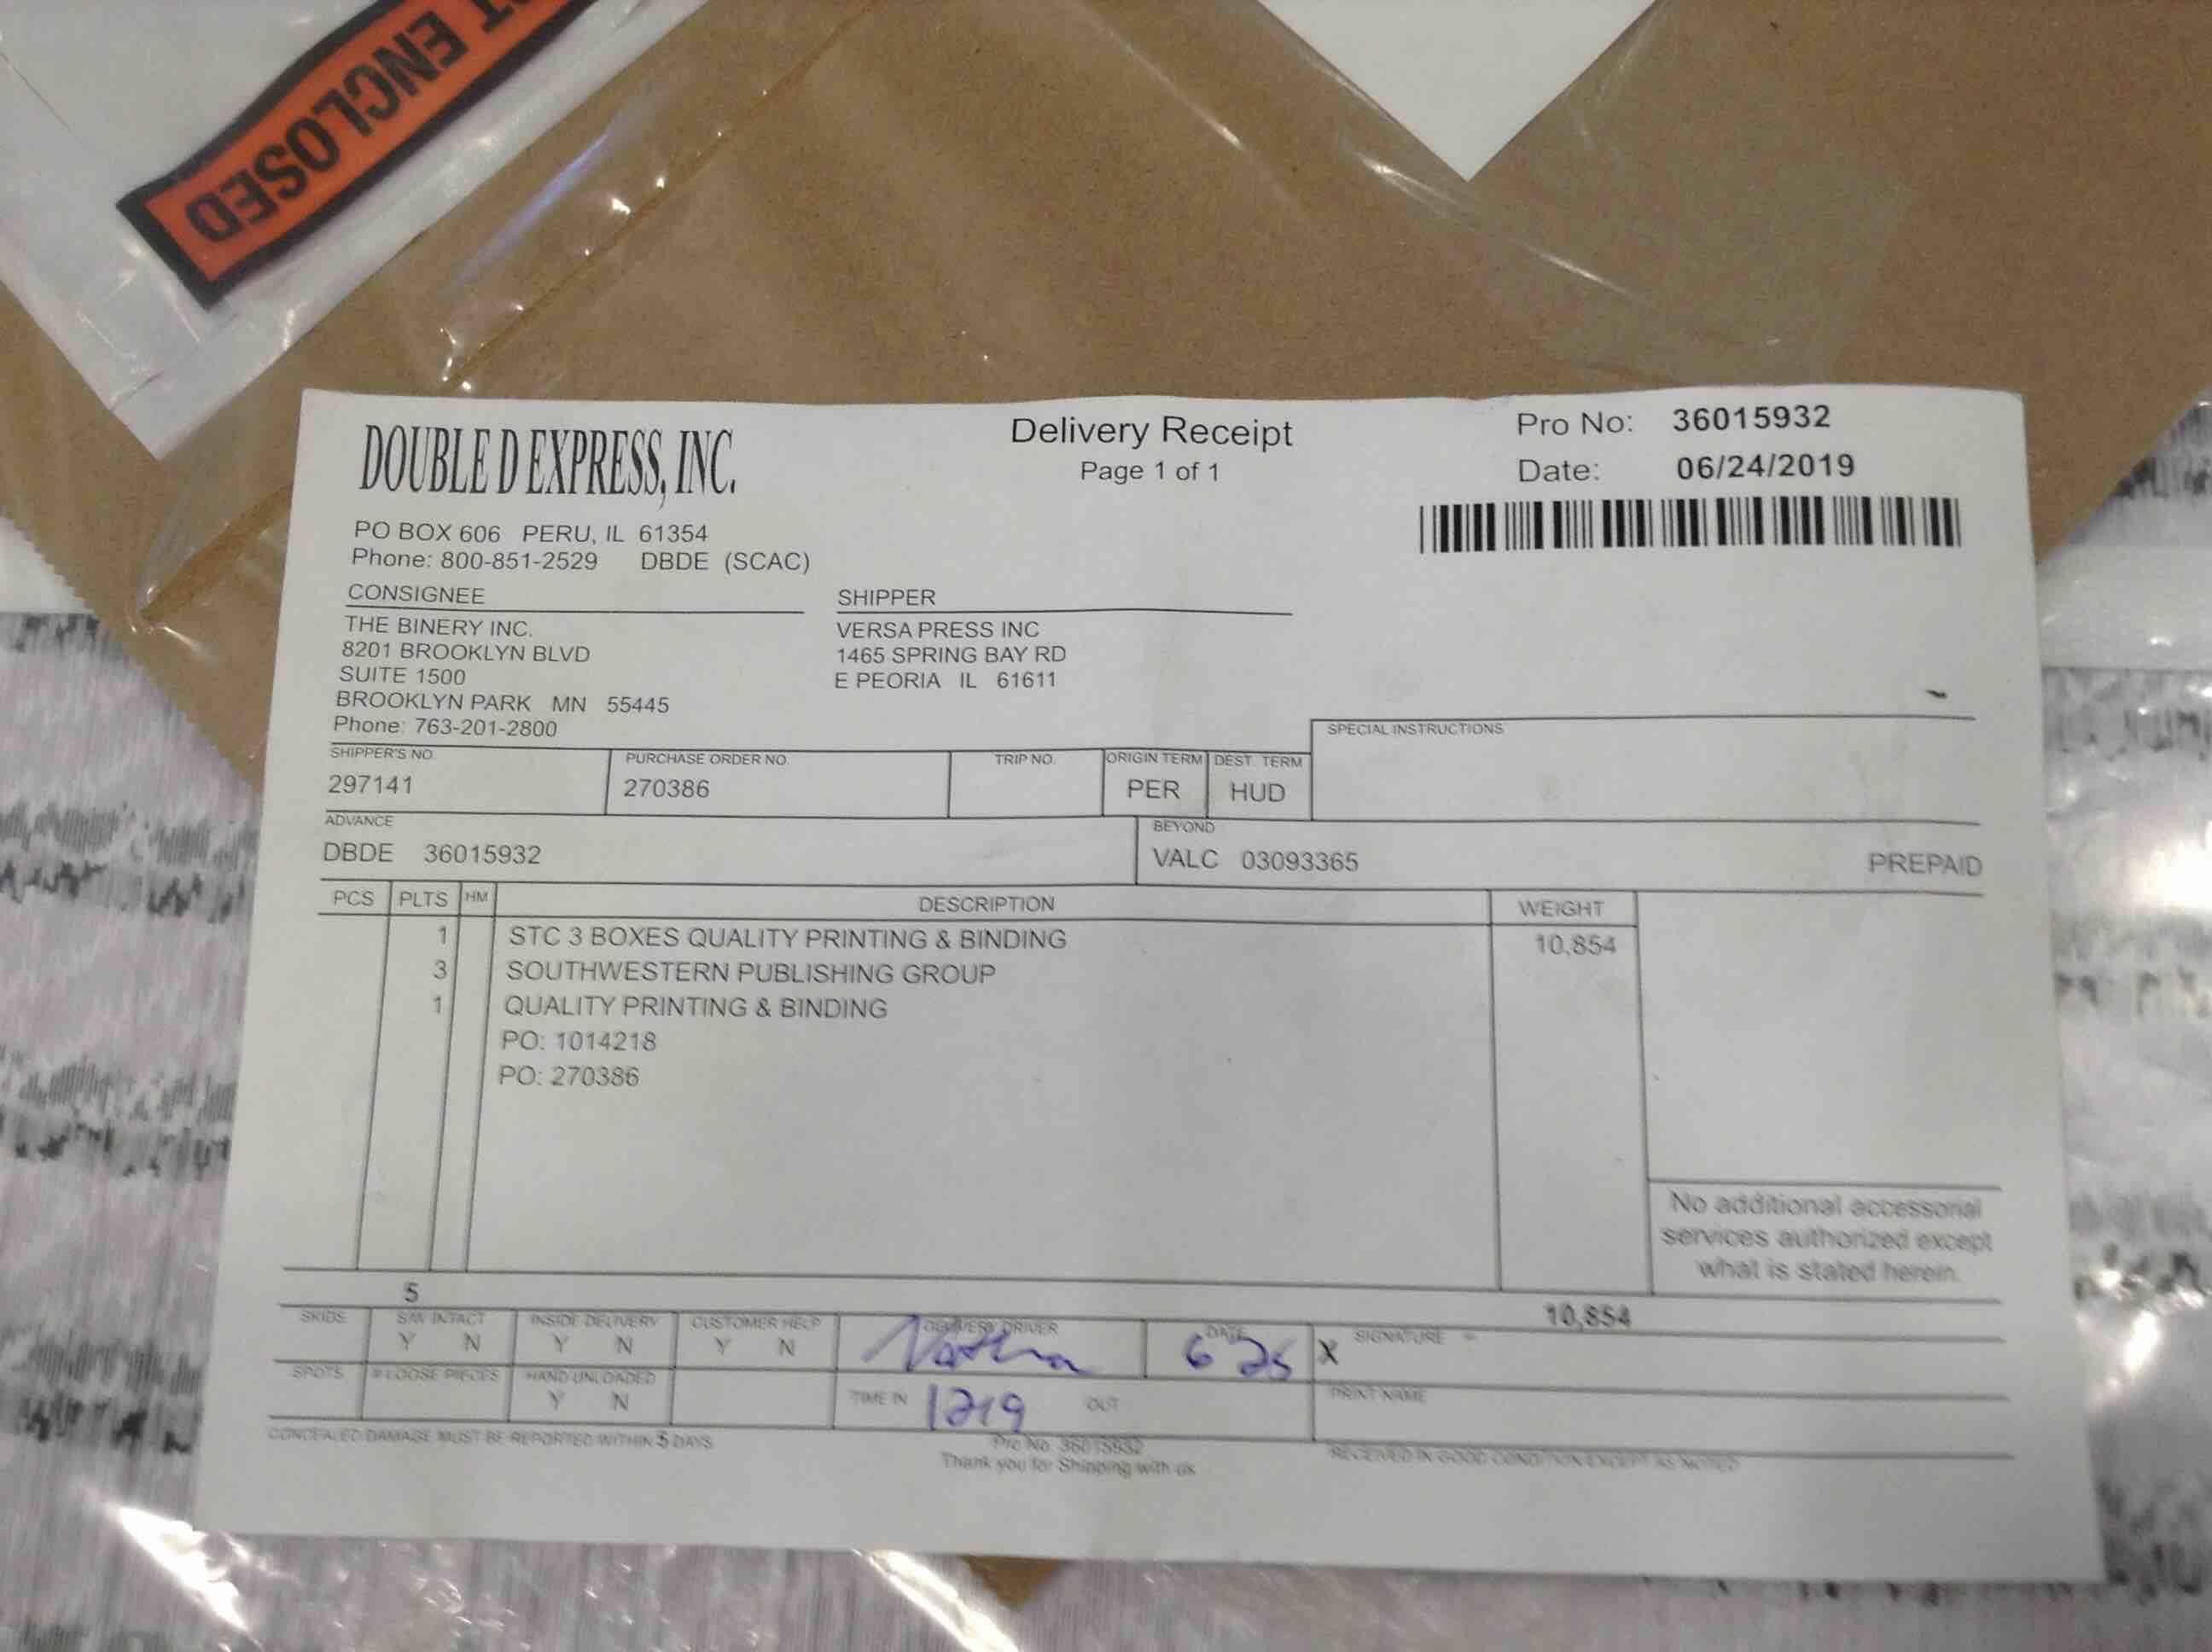 T ENCLOSED
DOUBLE D EXPRESS, INC.
PO BOX 606 PERU, IL 61354
Phone: 800-851-2529 DBDE (SCAC)
Delivery Receipt
Page 1 of 1
Pro No: 36015932
Date: 06/24/2019
CONSIGNEE
THE BINERY INC.
8201 BROOKLYN BLVD
SUITE 1500
BROOKLYN PARK MN 55445
Phone: 763-201-2800
SHIPPER
VERSA PRESS INC
1465 SPRING BAY RD
E PEORIA IL 61611
SPECIAL INSTRUCTIONS
SHIPPER'S NO. PURCHASE ORDER NO. TRIP NO. ORIGIN TERM DEST. TERM
297141 270386 PER HUD
ADVANCE BEYOND
DBDE 36015932 VALC 03093365 PREPAID
PCS PLTS HM DESCRIPTION WEIGHT
1 STC 3 BOXES QUALITY PRINTING & BINDING 10,854
3 SOUTHWESTERN PUBLISHING GROUP
1 QUALITY PRINTING & BINDING
PO: 1014218
PO: 270386
No additional accessorial
services authorized except
what is stated herein.
5 10,854
SKIDS S/W INTACT INSIDE DELIVERY CUSTOMER HELP DELIVERY DRIVER DATE SIGNATURE
Y N Y N Y N Nathan 6 25 X
SPOTS # LOOSE PIECES HAND UNLOADED TIME IN 1219 OUT PRINT NAME
Y N
CONCEALED DAMAGE MUST BE REPORTED WITHIN 5 DAYS
Pro No. 36015932
Thank you for Shipping with us
RECEIVED IN GOOD CONDITION EXCEPT AS NOTED